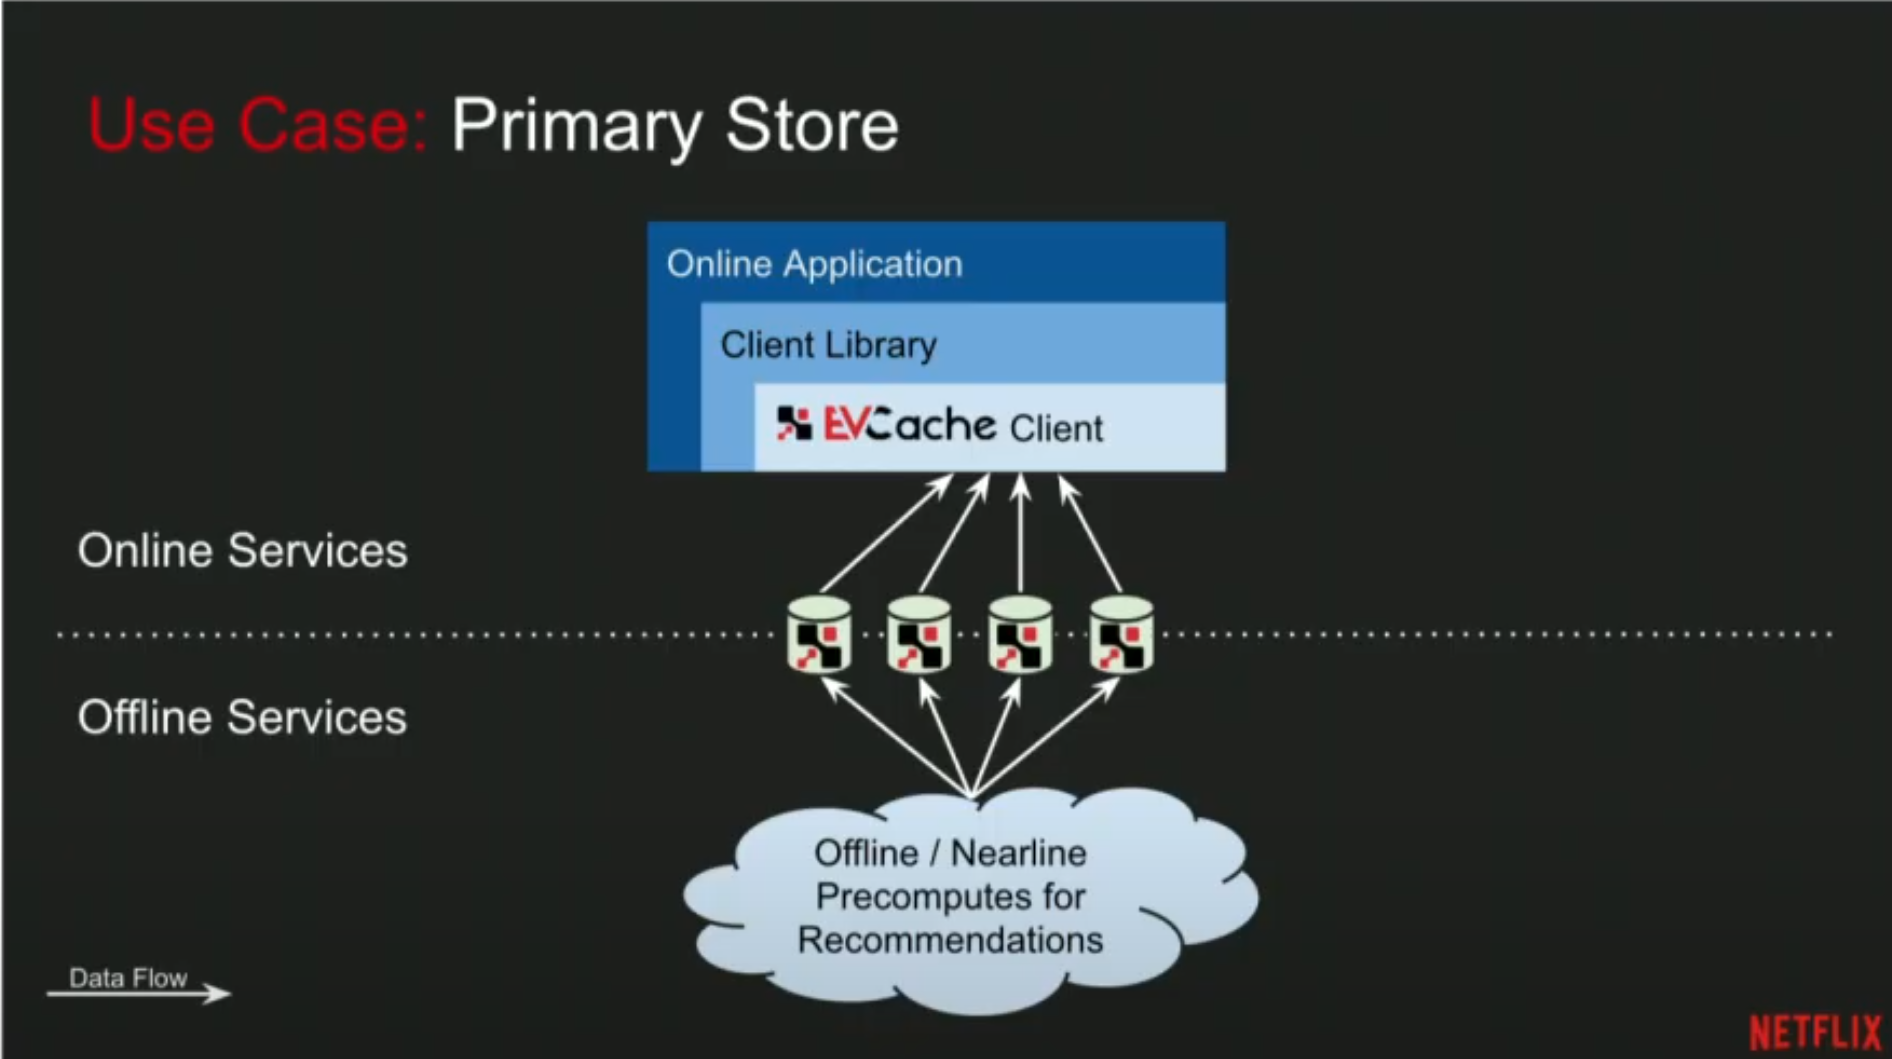 Use Case: Primary Store
Online Application
Client Library
EVCache Client
Online Services
Offline Services
Offline / Nearline
Precomputes for
Recommendations
Data Flow
NETFLIX